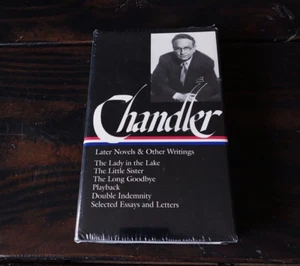 Chandler
Later Novels & Other Writings
The Lady in the Lake
The Little Sister
The Long Goodbye
Playback
Double Indemnity
Selected Essays and Letters